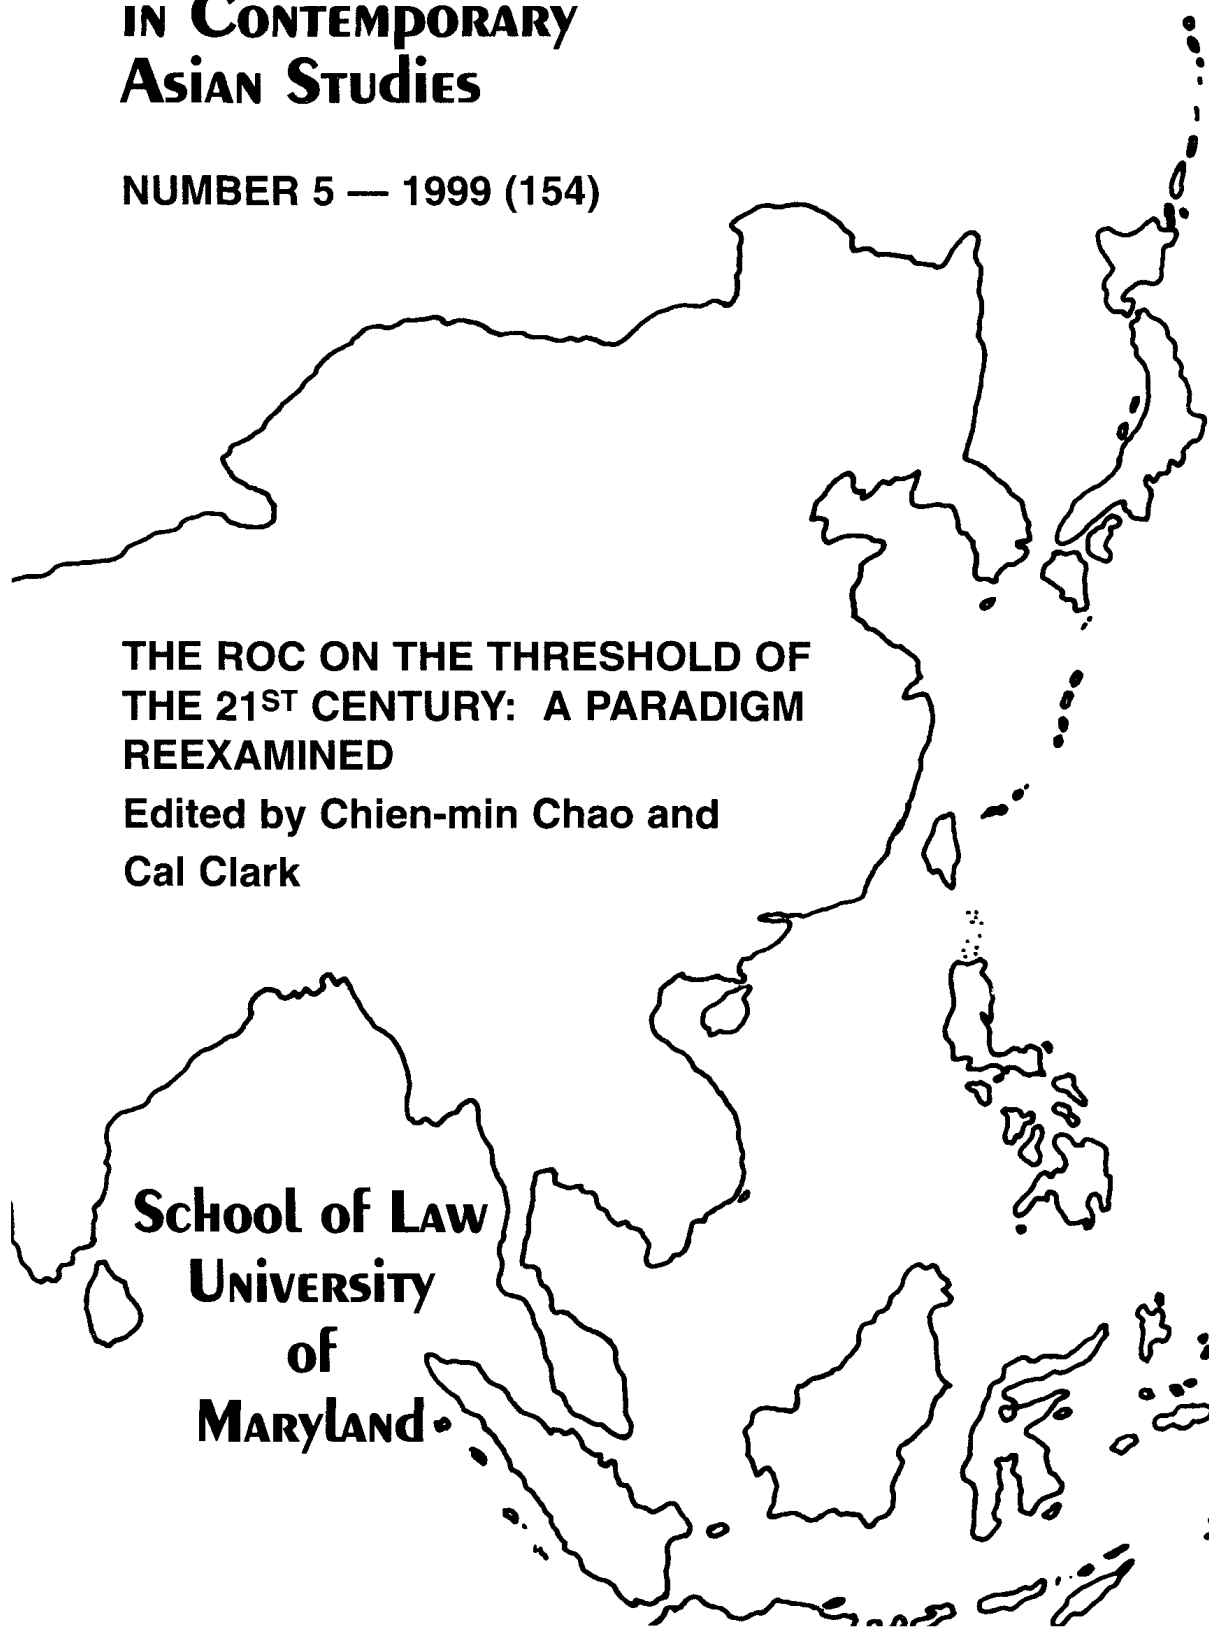 IN CONTEMPORARY
ASIAN STUDIES
NUMBER 5 — 1999 (154)
THE ROC ON THE THRESHOLD OF
THE 21ST CENTURY: A PARADIGM
REEXAMINED
Edited by Chien-min Chao and
Cal Clark
School of Law
University
of
Maryland